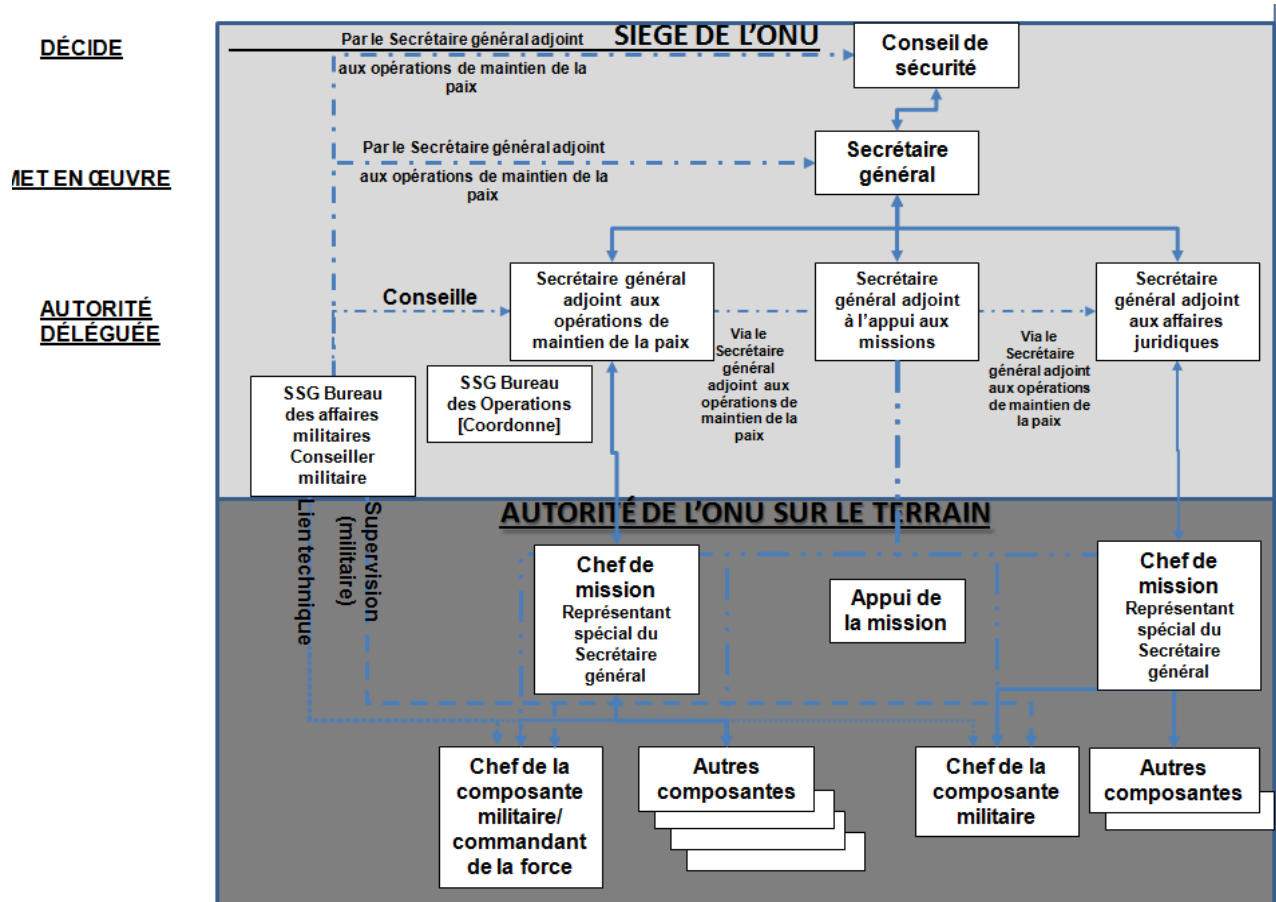 DÉCIDE
SIEGE DE L'ONU
Par le Secrétaire général adjoint
aux opérations de maintien de la
paix
Conseil de
sécurité
MET EN ŒUVRE
Par le Secrétaire général adjoint
aux opérations de maintien de la
paix
Secrétaire
général
AUTORITÉ
DÉLÉGUÉE
Conseille
Secrétaire général
adjoint aux
opérations de
maintien de la paix
Via le
Secrétaire
général
adjoint aux
opérations de
maintien de la
paix
Secrétaire
général adjoint
à l'appui aux
missions
Via le
Secrétaire
général adjoint
aux opérations
de maintien de
la paix
Secrétaire
général adjoint
aux affaires
juridiques
SSG Bureau
des affaires
militaires
Conseiller
militaire
SSG Bureau
des Operations
[Coordonne]
Lien technique
Supervision
(militaire)
AUTORITÉ DE L'ONU SUR LE TERRAIN
Chef de
mission
Représentant
spécial du
Secrétaire
général
Appui de
la mission
Chef de
mission
Représentant
spécial du
Secrétaire
général
Chef de la
composante
militaire/
commandant
de la force
Autres
composantes
Chef de la
composante
militaire
Autres
composantes